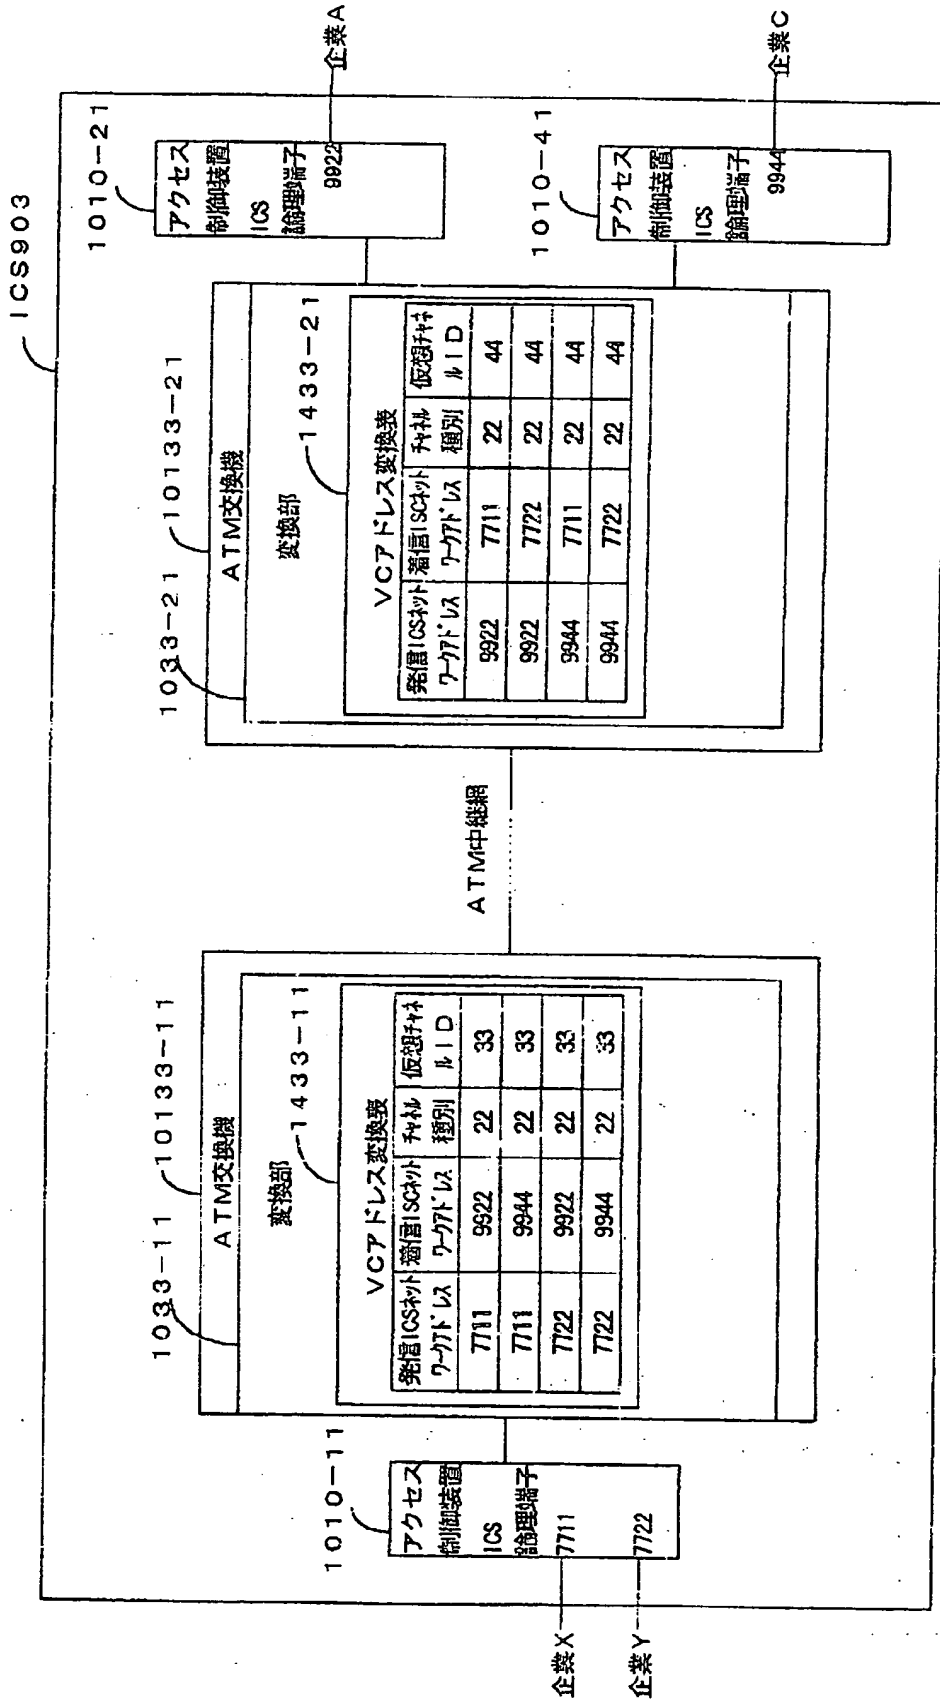 ICS903
企業X
企業Y
1010-11
アクセス
制御装置
ICS
論理端子
7711
7722
1033-11
10133-11
ATM交換機
変換部
1433-11
VCアドレス変換表
発信ICSネット 着信ISCネット チャネル 仮想チャネ
ワークアドレス ワークアドレス 種別 ルID
7711 9922 22 33
7711 9944 22 33
7722 9922 22 33
7722 9944 22 33
ATM中継網
1033-21
10133-21
ATM交換機
変換部
1433-21
VCアドレス変換表
発信ICSネット 着信ISCネット チャネル 仮想チャネ
ワークアドレス ワークアドレス 種別 ルID
9922 7711 22 44
9922 7722 22 44
9944 7711 22 44
9944 7722 22 44
1010-21
アクセス
制御装置
ICS
論理端子
9922
企業A
1010-41
アクセス
制御装置
ICS
論理端子
9944
企業C